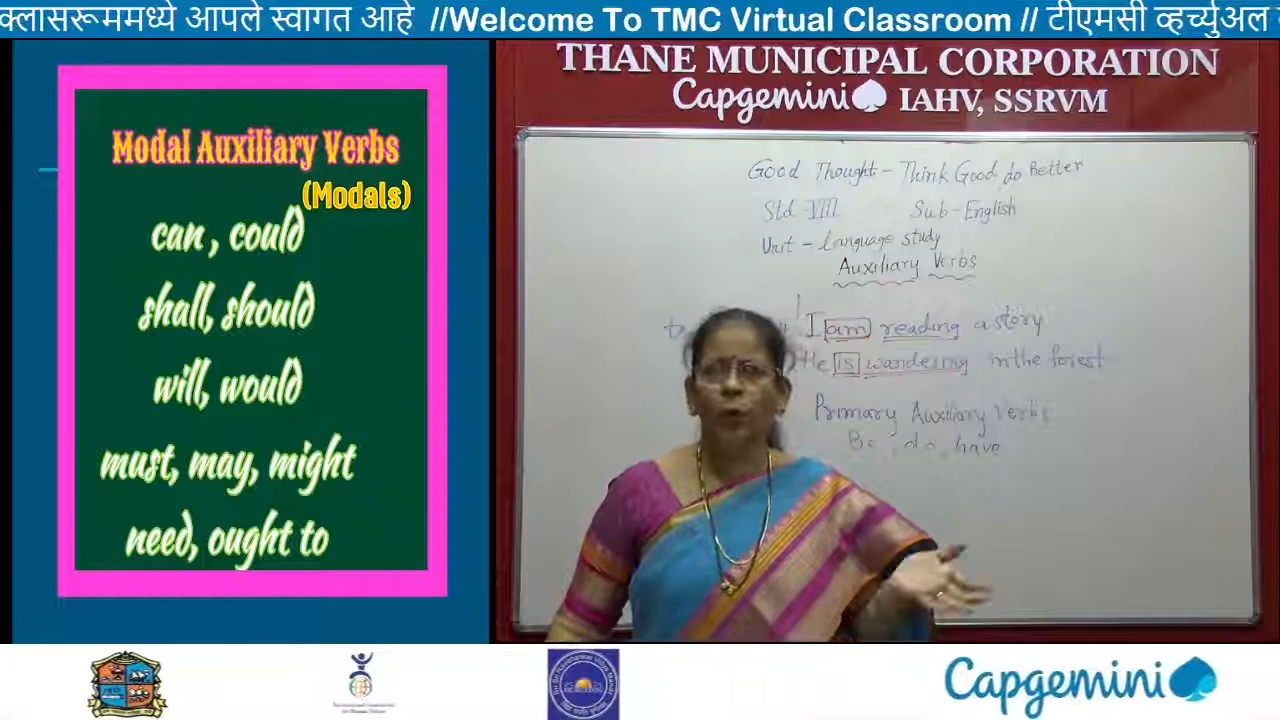 क्लासरूममध्ये आपले स्वागत आहे //Welcome To TMC Virtual Classroom // टीएमसी व्हर्च्युअल
Modal Auxiliary Verbs
(Modals)
can , could
shall, should
will, would
must, may, might
need, ought to
THANE MUNICIPAL CORPORATION
Capgemini IAHV, SSRVM
Good Thought - Think Good do Better
Std - VIII Sub - English
Unit - Language study
Auxiliary Verbs
I am reading a story
He is wandering in the forest
Primary Auxiliary verbs
Be , do , have
Capgemini